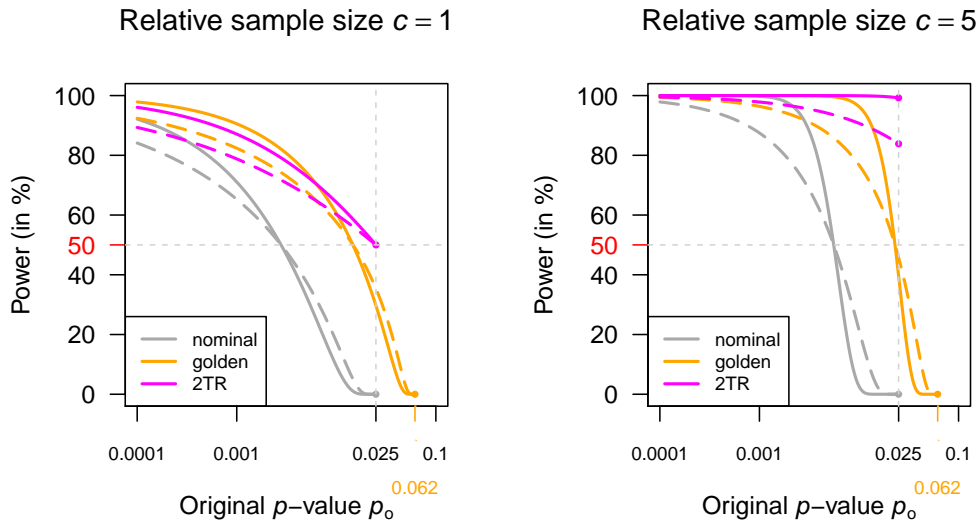 Relative sample size c = 1
Power (in %)
100
80
60
50
40
20
0
nominal
golden
2TR
0.0001
0.001
0.025
0.1
0.062
Original p−value po
Relative sample size c = 5
Power (in %)
100
80
60
50
40
20
0
nominal
golden
2TR
0.0001
0.001
0.025
0.1
0.062
Original p−value po